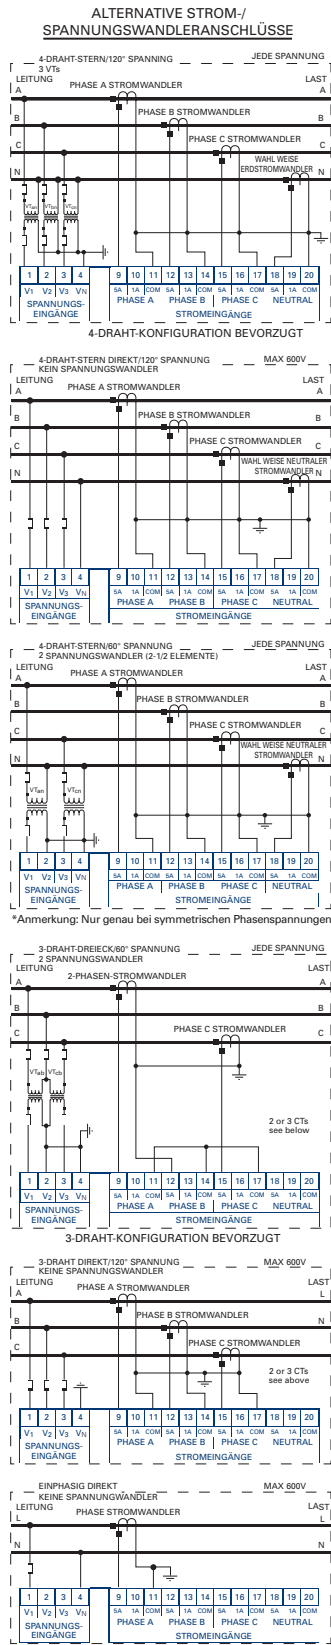 ALTERNATIVE STROM-/
SPANNUNGSWANDLERANSCHLÜSSE
4-DRAHT-STERN/120° SPANNING JEDE SPANNUNG
3 VTs
LEITUNG LAST
A PHASE A STROMWANDLER A
PHASE B STROMWANDLER
B B
PHASE C STROMWANDLER
C C
WAHL WEISE
ERDSTROMWANDLER
N N
VTan VTbn VTcn
1 2 3 4 9 10 11 12 13 14 15 16 17 18 19 20
V1 V2 V3 VN 5A 1A COM 5A 1A COM 5A 1A COM 5A 1A COM
SPANNUNGS- PHASE A PHASE B PHASE C NEUTRAL
EINGÄNGE STROMEINGÄNGE
4-DRAHT-KONFIGURATION BEVORZUGT
4-DRAHT-STERN DIREKT/120° SPANNUNG MAX 600V
KEIN SPANNUNGSWANDLER
LEITUNG LAST
A PHASE A STROMWANDLER A
PHASE B STROMWANDLER
B B
PHASE C STROMWANDLER
C C
WAHL WEISE NEUTRALER
STROMWANDLER
N N
1 2 3 4 9 10 11 12 13 14 15 16 17 18 19 20
V1 V2 V3 VN 5A 1A COM 5A 1A COM 5A 1A COM 5A 1A COM
SPANNUNGS- PHASE A PHASE B PHASE C NEUTRAL
EINGÄNGE STROMEINGÄNGE
4-DRAHT-STERN/60° SPANNUNG JEDE SPANNUNG
2 SPANNUNGSWANDLER (2-1/2 ELEMENTE)
LEITUNG LAST
A PHASE A STROMWANDLER A
PHASE B STROMWANDLER
B B
PHASE C STROMWANDLER
C C
WAHL WEISE NEUTRALER
STROMWANDLER
N N
VTan VTcn
1 2 3 4 9 10 11 12 13 14 15 16 17 18 19 20
V1 V2 V3 VN 5A 1A COM 5A 1A COM 5A 1A COM 5A 1A COM
SPANNUNGS- PHASE A PHASE B PHASE C NEUTRAL
EINGÄNGE STROMEINGÄNGE
*Anmerkung: Nur genau bei symmetrischen Phasenspannungen
3-DRAHT-DREIECK/60° SPANNUNG JEDE SPANNUNG
2 SPANNUNGSWANDLER
LEITUNG LAST
A 2-PHASEN-STROMWANDLER A
B B
PHASE C STROMWANDLER
C C
VTab VTcb
2 or 3 CTs
see below
1 2 3 4 9 10 11 12 13 14 15 16 17 18 19 20
V1 V2 V3 VN 5A 1A COM 5A 1A COM 5A 1A COM 5A 1A COM
SPANNUNGS- PHASE A PHASE B PHASE C NEUTRAL
EINGÄNGE STROMEINGÄNGE
3-DRAHT-KONFIGURATION BEVORZUGT
3-DRAHT DIREKT/120° SPANNUNG MAX 600V
KEINE SPANNUNGSWANDLER
LEITUNG LAST
A PHASE A STROMWANDLER L
PHASE B STROMWANDLER
B N
PHASE C STROMWANDLER
C C
2 or 3 CTs
see above
1 2 3 4 9 10 11 12 13 14 15 16 17 18 19 20
V1 V2 V3 VN 5A 1A COM 5A 1A COM 5A 1A COM 5A 1A COM
SPANNUNGS- PHASE A PHASE B PHASE C NEUTRAL
EINGÄNGE STROMEINGÄNGE
EINPHASIG DIREKT MAX 600V
KEINE SPANNUNGWANDLER
LEITUNG PHASE STROMWANDLER LAST
L L
N N
1 2 3 4 9 10 11 12 13 14 15 16 17 18 19 20
V1 V2 V3 VN 5A 1A COM 5A 1A COM 5A 1A COM 5A 1A COM
SPANNUNGS- PHASE A PHASE B PHASE C NEUTRAL
EINGÄNGE STROMEINGÄNGE